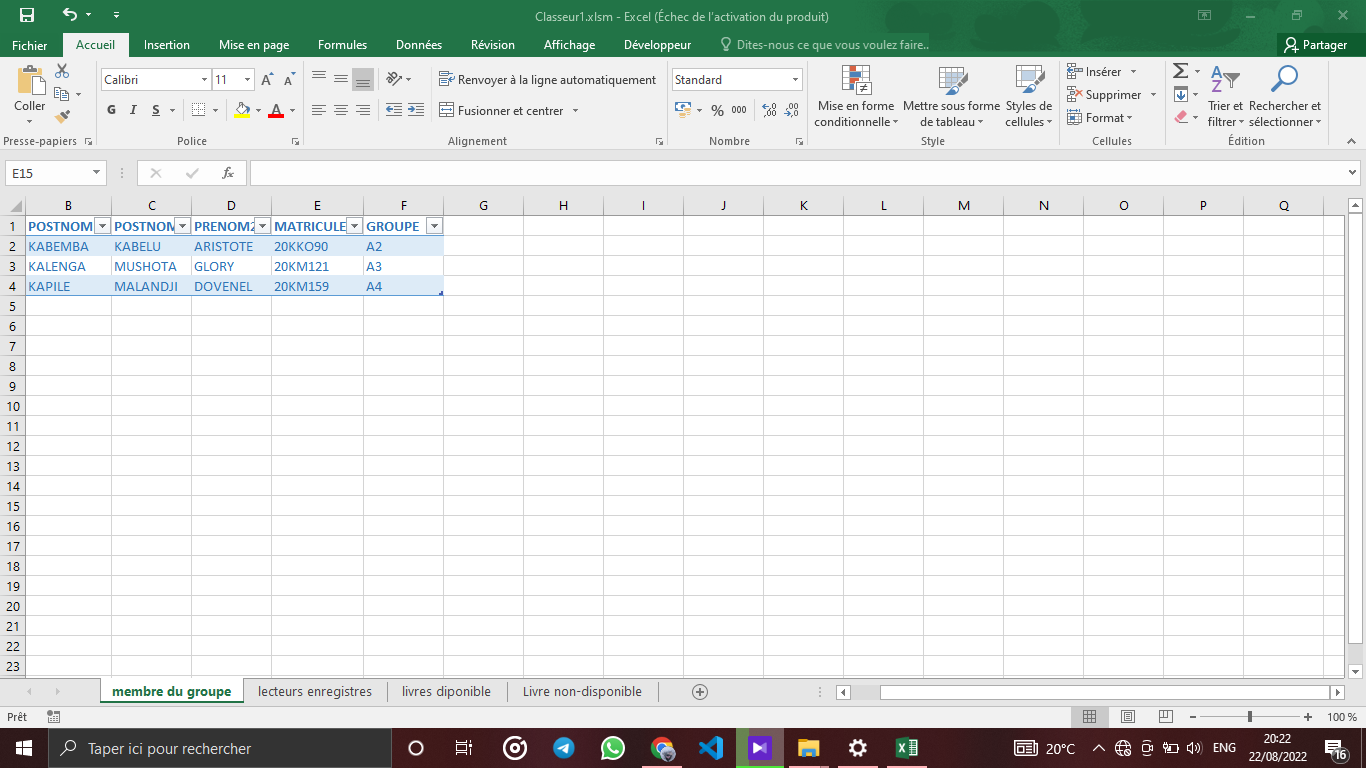 Classeur1.xlsm - Excel (Échec de l'activation du produit)
Fichier Accueil Insertion Mise en page Formules Données Révision Affichage Développeur Dites-nous ce que vous voulez faire.. Partager
Coller
Presse-papiers
Calibri 11
G I S
Police
Renvoyer à la ligne automatiquement
Fusionner et centrer
Alignement
Standard
% 000
Nombre
Mise en forme conditionnelle
Mettre sous forme de tableau
Styles de cellules
Style
Insérer
Supprimer
Format
Cellules
Trier et filtrer
Rechercher et sélectionner
Édition
E15 fx
B C D E F G H I J K L M N O P Q
1 POSTNOM POSTNOM PRENOM2 MATRICULE GROUPE
2 KABEMBA KABELU ARISTOTE 20KKO90 A2
3 KALENGA MUSHOTA GLORY 20KM121 A3
4 KAPILE MALANDJI DOVENEL 20KM159 A4
5
6
7
8
9
10
11
12
13
14
15
16
17
18
19
20
21
22
23
membre du groupe lecteurs enregistres livres diponible Livre non-disponible
Prêt 100 %
Taper ici pour rechercher
20°C ENG 20:22
22/08/2022
16